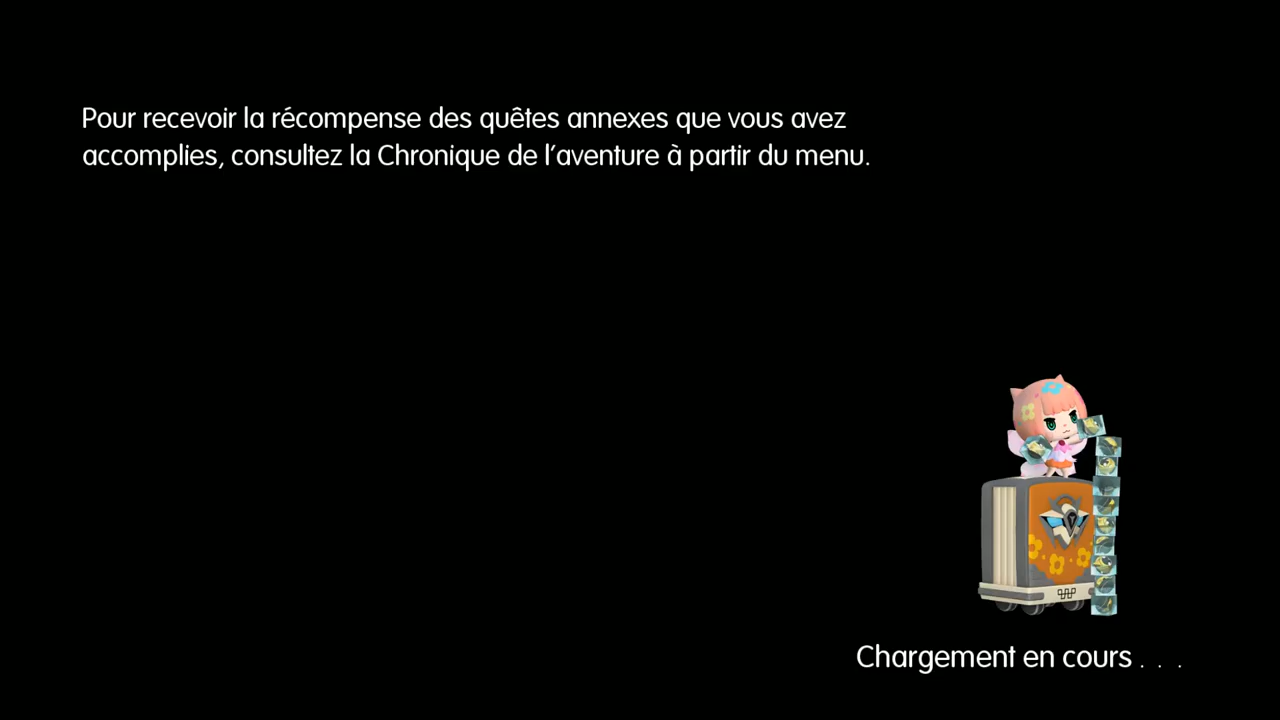 Pour recevoir la récompense des quêtes annexes que vous avez
accomplies, consultez la Chronique de l'aventure à partir du menu.
Chargement en cours . . .